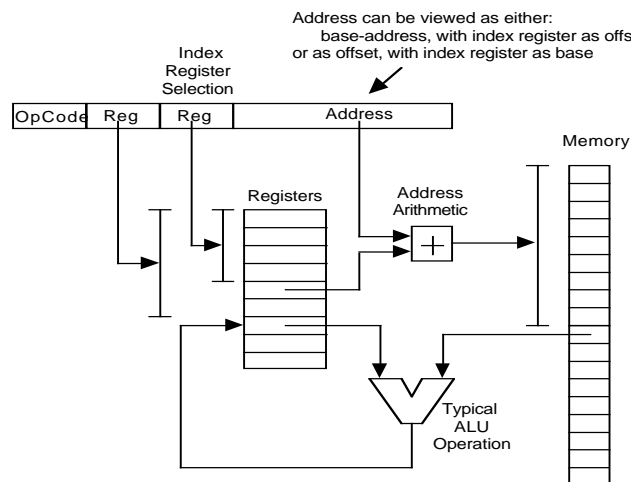 Address can be viewed as either:
base-address, with index register as offs
or as offset, with index register as base
Index
Register
Selection
OpCode Reg Reg Address
Memory
Registers
Address
Arithmetic
+
Typical
ALU
Operation